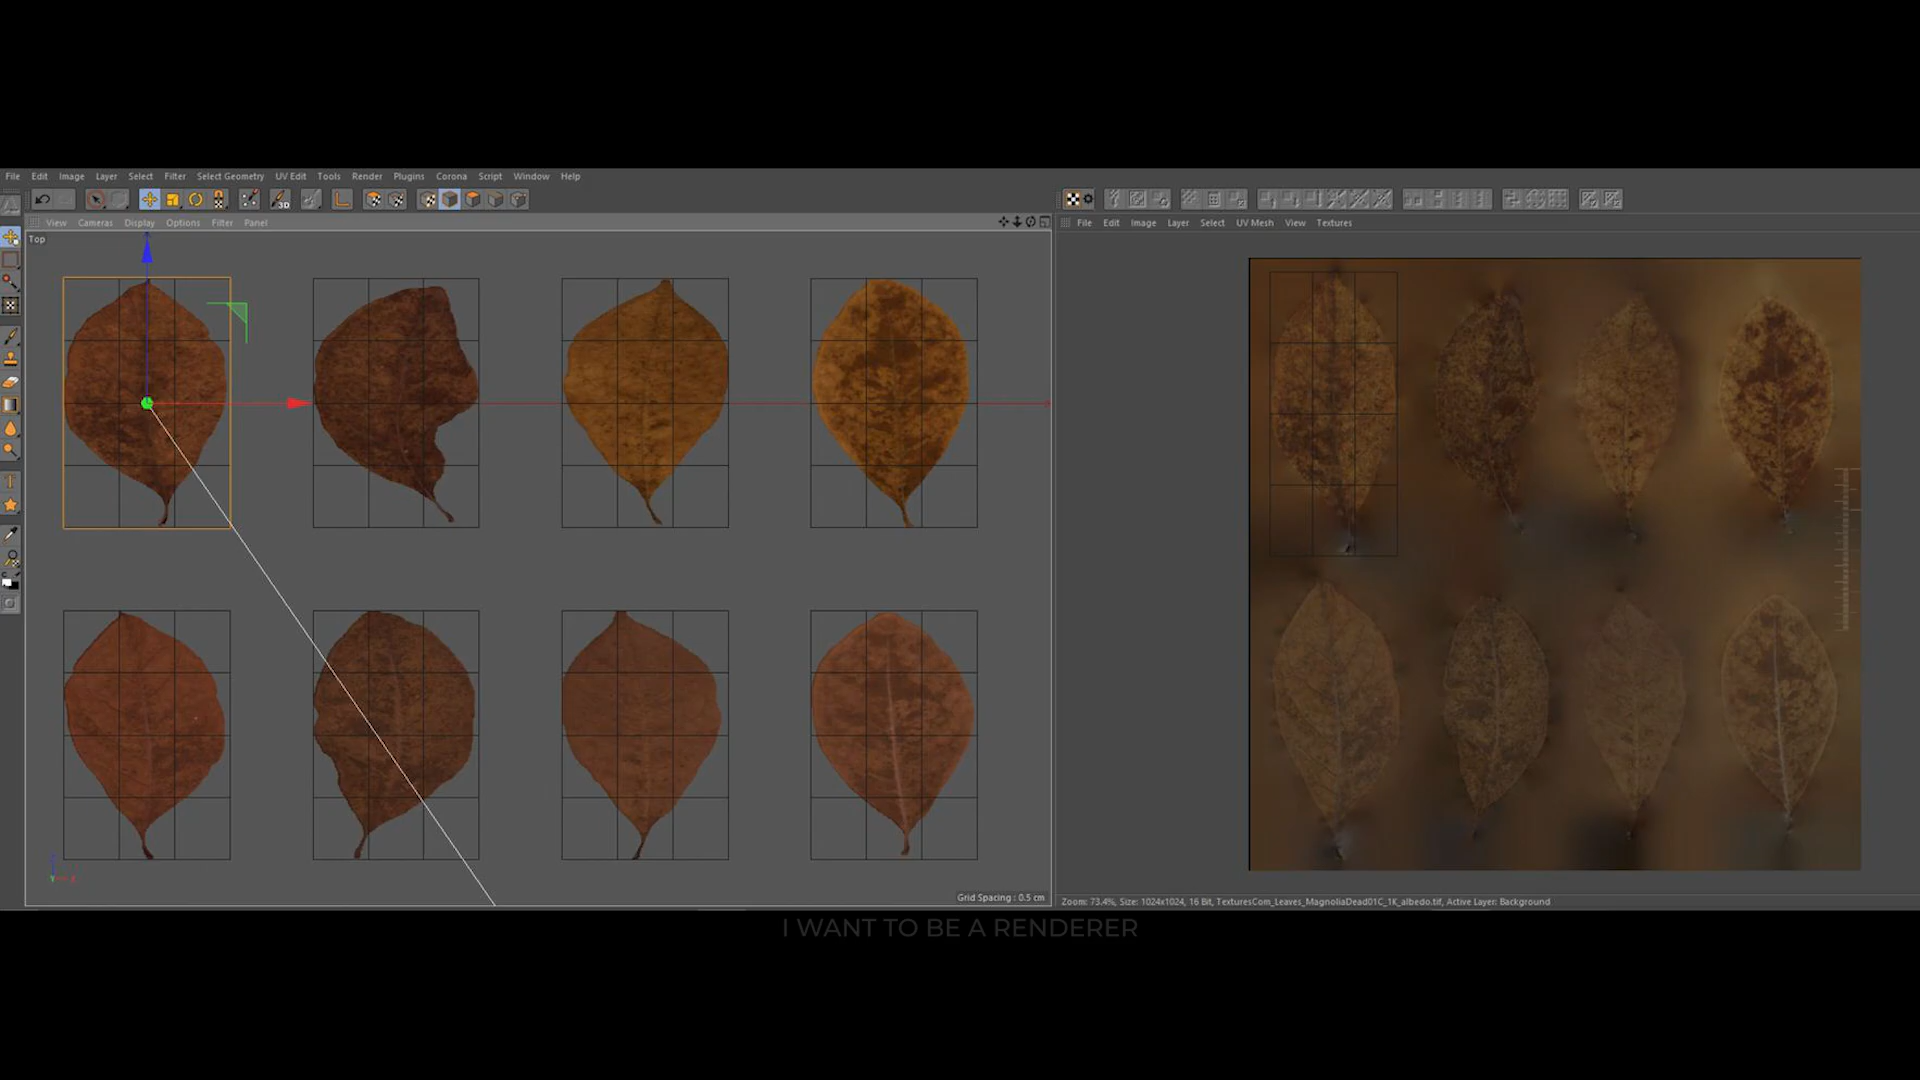 File Edit Image Layer Select Filter Select Geometry UV Edit Tools Render Plugins Corona Script Window Help
3D
View Cameras Display Options Filter Panel
File Edit Image Layer Select UV Mesh View Textures
Top
T
Y X
Grid Spacing : 0.5 cm
Zoom: 73.4%, Size: 1024x1024, 16 Bit, TexturesCom_Leaves_MagnoliaDead01C_1K_albedo.tif, Active Layer: Background
I WANT TO BE A RENDERER